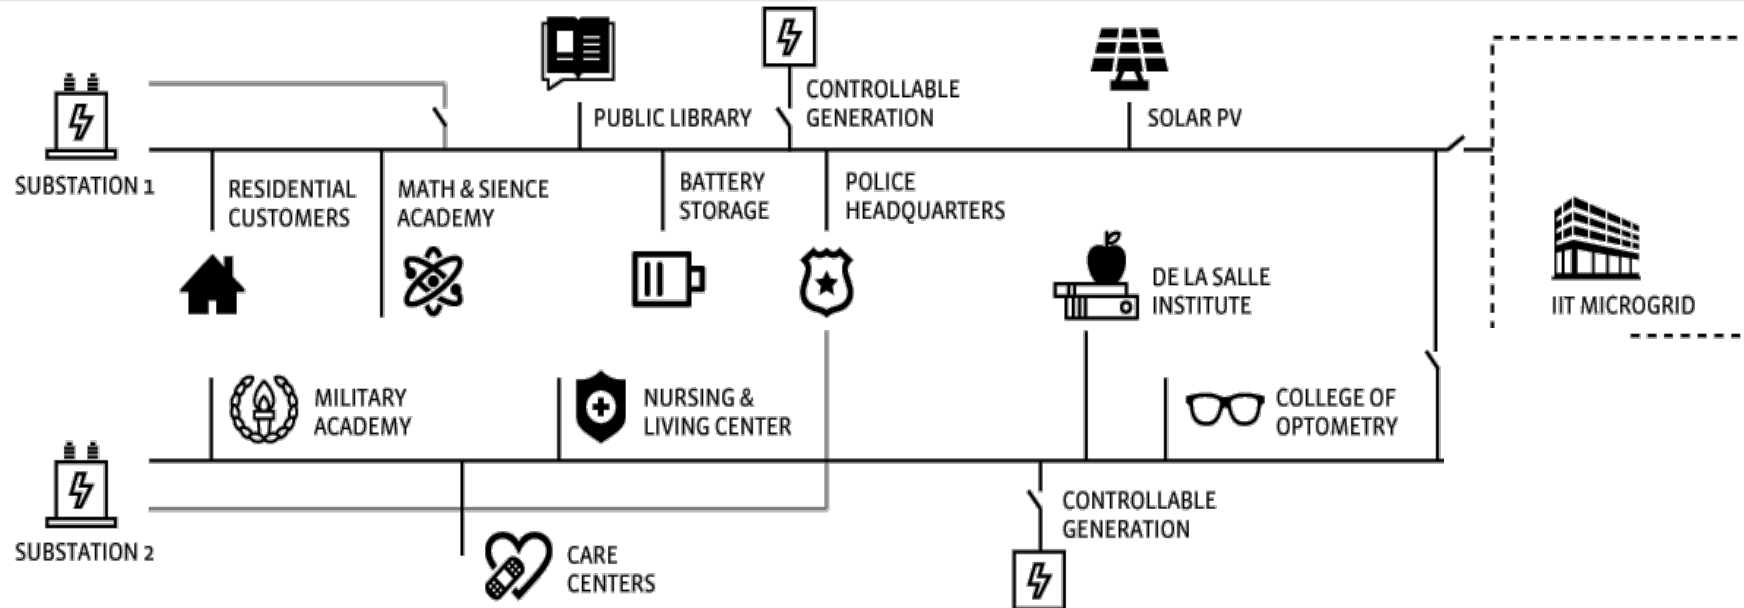 CONTROLLABLE
GENERATION
PUBLIC LIBRARY
SOLAR PV
SUBSTATION 1
RESIDENTIAL
CUSTOMERS
MATH & SIENCE
ACADEMY
BATTERY
STORAGE
POLICE
HEADQUARTERS
DE LA SALLE
INSTITUTE
IIT MICROGRID
MILITARY
ACADEMY
NURSING &
LIVING CENTER
COLLEGE OF
OPTOMETRY
SUBSTATION 2
CONTROLLABLE
GENERATION
CARE
CENTERS